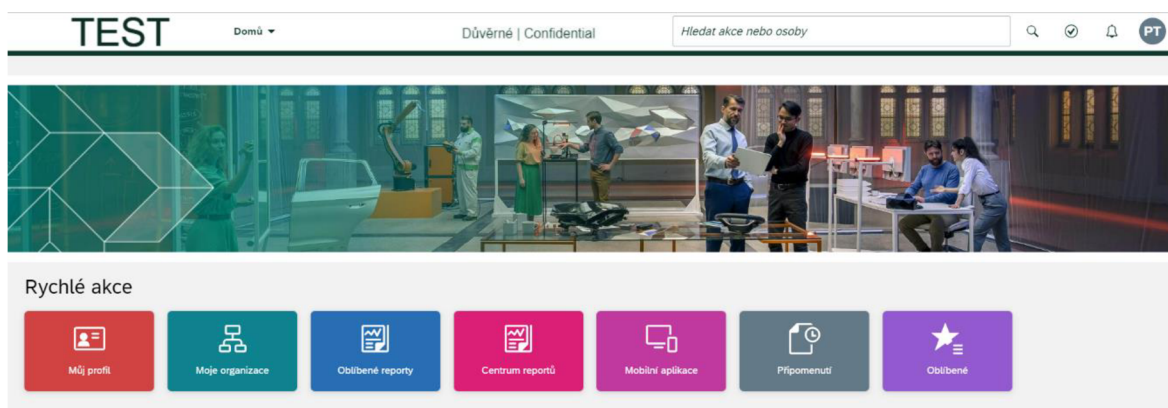 TEST
Domů
Důvěrné | Confidential
Hledat akce nebo osoby
PT
Rychlé akce
Můj profil
Moje organizace
Oblíbené reporty
Centrum reportů
Mobilní aplikace
Připomenutí
Oblíbené